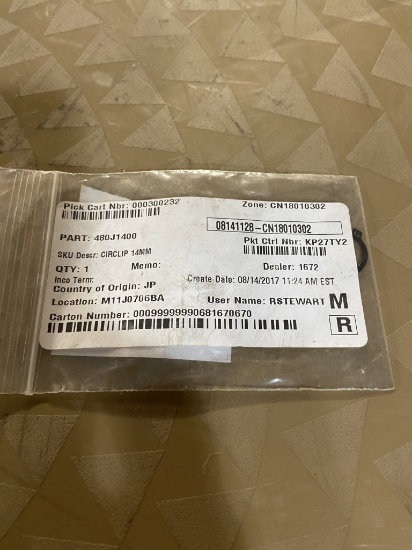 Pick Cart Nbr: 000300232 Zone: CN18010302
08141128-CN18010302
PART: 480J1400 Pkt Ctrl Nbr: KP27TY2
SKU Descr: CIRCLIP 14MM
QTY: 1 Memo: Dealer: 1672
Inco Term: Create Date: 08/14/2017 11:24 AM EST
Country of Origin: JP
Location: M11J0706BA User Name: RSTEWART M
Carton Number: 00099999990681670670 R